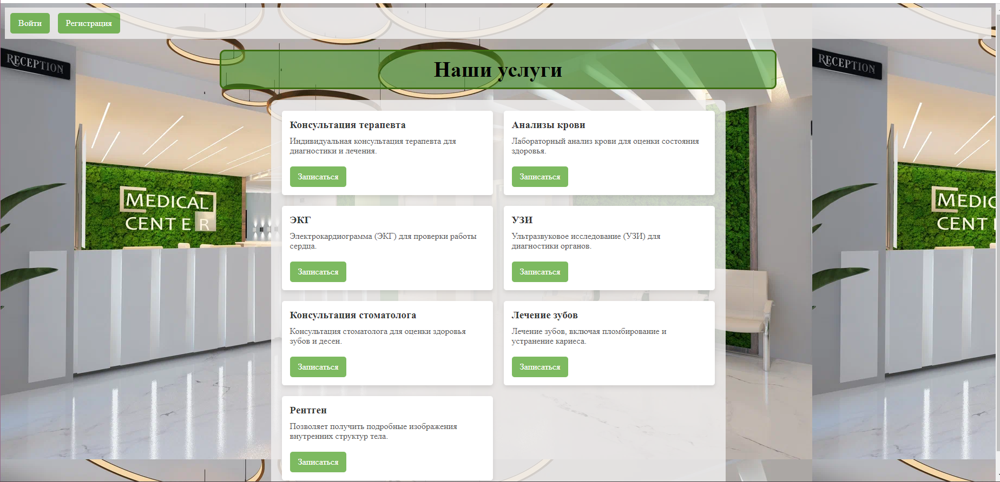 Войти
Регистрация
RECEPTION
RECEPTION
Наши услуги
Консультация терапевта
Индивидуальная консультация терапевта для
диагностики и лечения.
Записаться
Анализы крови
Лабораторный анализ крови для оценки состояния
здоровья.
Записаться
MEDICAL
CENTER
MEDIC
CENT
ЭКГ
Электрокардиограмма (ЭКГ) для проверки работы
сердца.
Записаться
УЗИ
Ультразвуковое исследование (УЗИ) для
диагностики органов.
Записаться
Консультация стоматолога
Консультация стоматолога для оценки здоровья
зубов и десен.
Записаться
Лечение зубов
Лечение зубов, включая пломбирование и
устранение кариеса.
Записаться
Рентген
Позволяет получить подробные изображения
внутренних структур тела.
Записаться